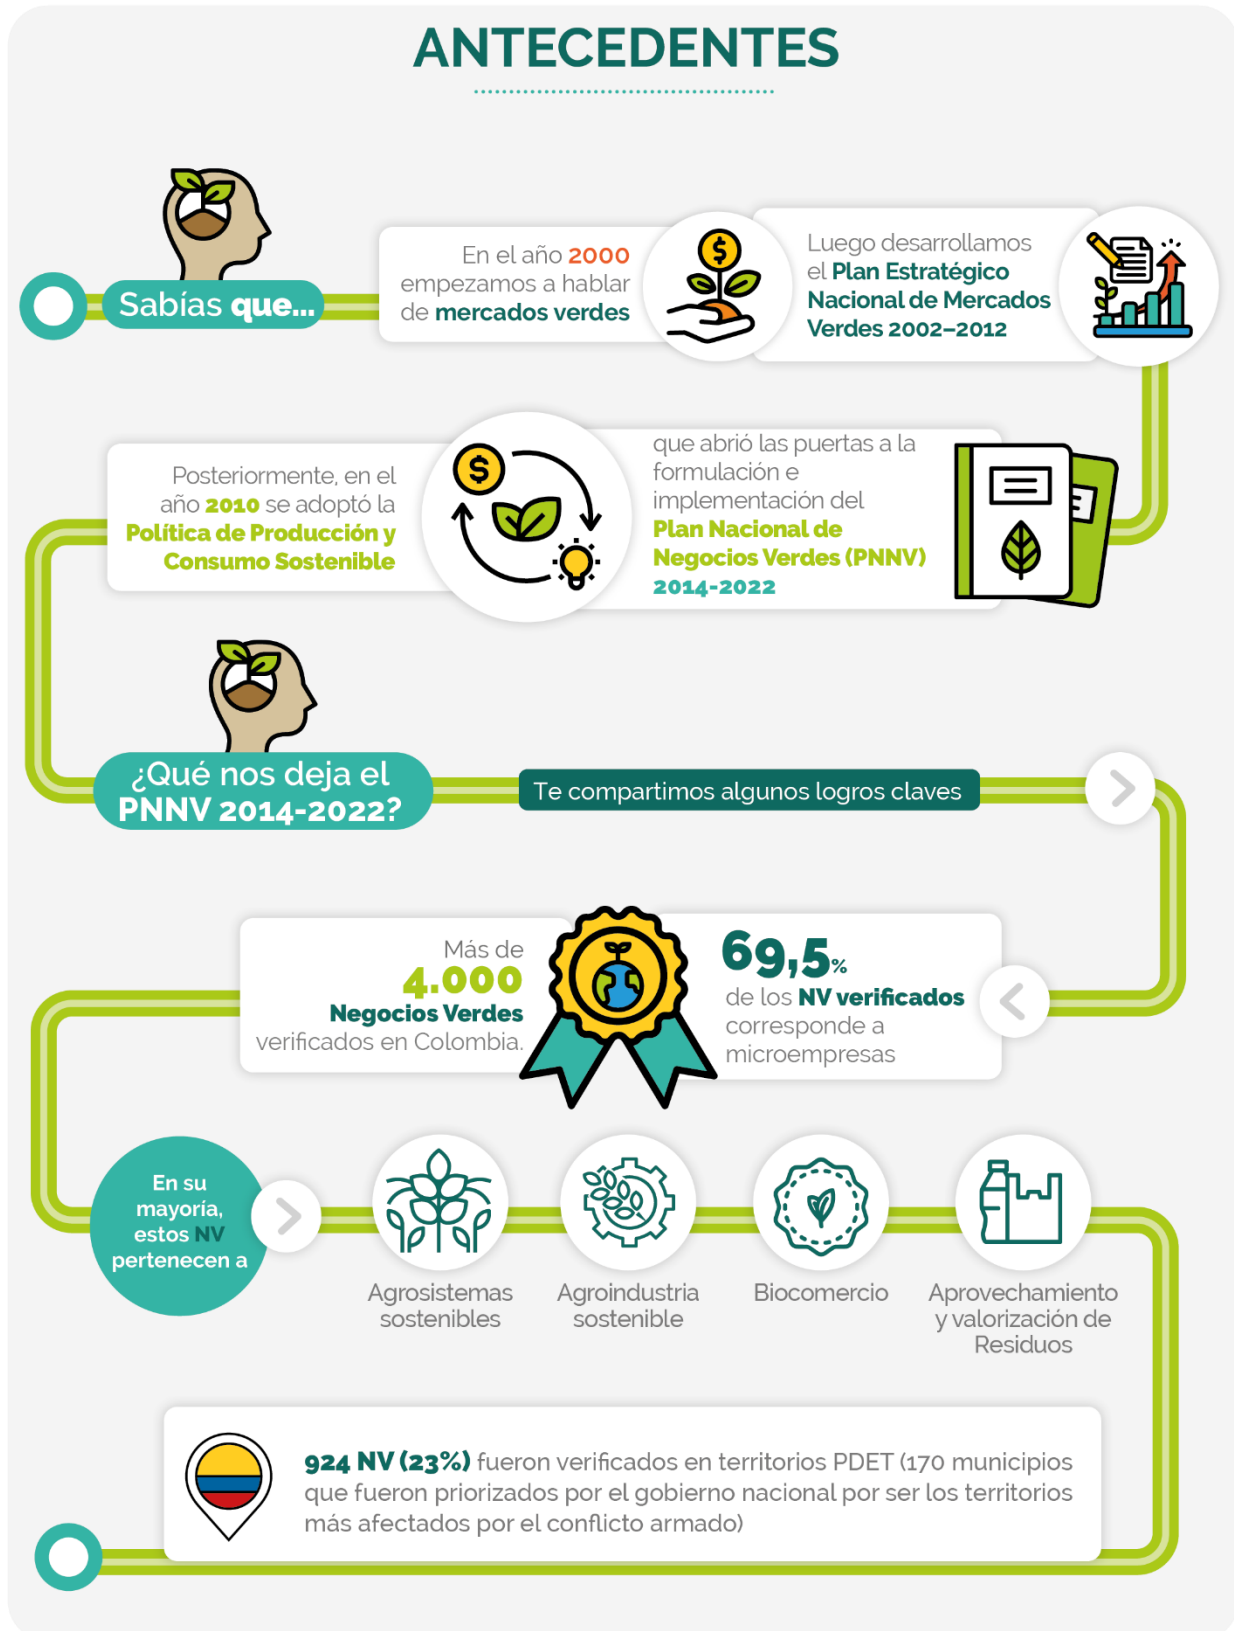 ANTECEDENTES
Sabías que...
En el año 2000
empezamos a hablar
de mercados verdes
Luego desarrollamos
el Plan Estratégico
Nacional de Mercados
Verdes 2002–2012
Posteriormente, en el
año 2010 se adoptó la
Política de Producción y
Consumo Sostenible
que abrió las puertas a la
formulación e
implementación del
Plan Nacional de
Negocios Verdes (PNNV)
2014-2022
¿Qué nos deja el
PNNV 2014-2022?
Te compartimos algunos logros claves
Más de
4.000
Negocios Verdes
verificados en Colombia.
69,5%
de los NV verificados
corresponde a
microempresas
En su
mayoría,
estos NV
pertenecen a
Agrosistemas
sostenibles
Agroindustria
sostenible
Biocomercio
Aprovechamiento
y valorización de
Residuos
924 NV (23%) fueron verificados en territorios PDET (170 municipios
que fueron priorizados por el gobierno nacional por ser los territorios
más afectados por el conflicto armado)